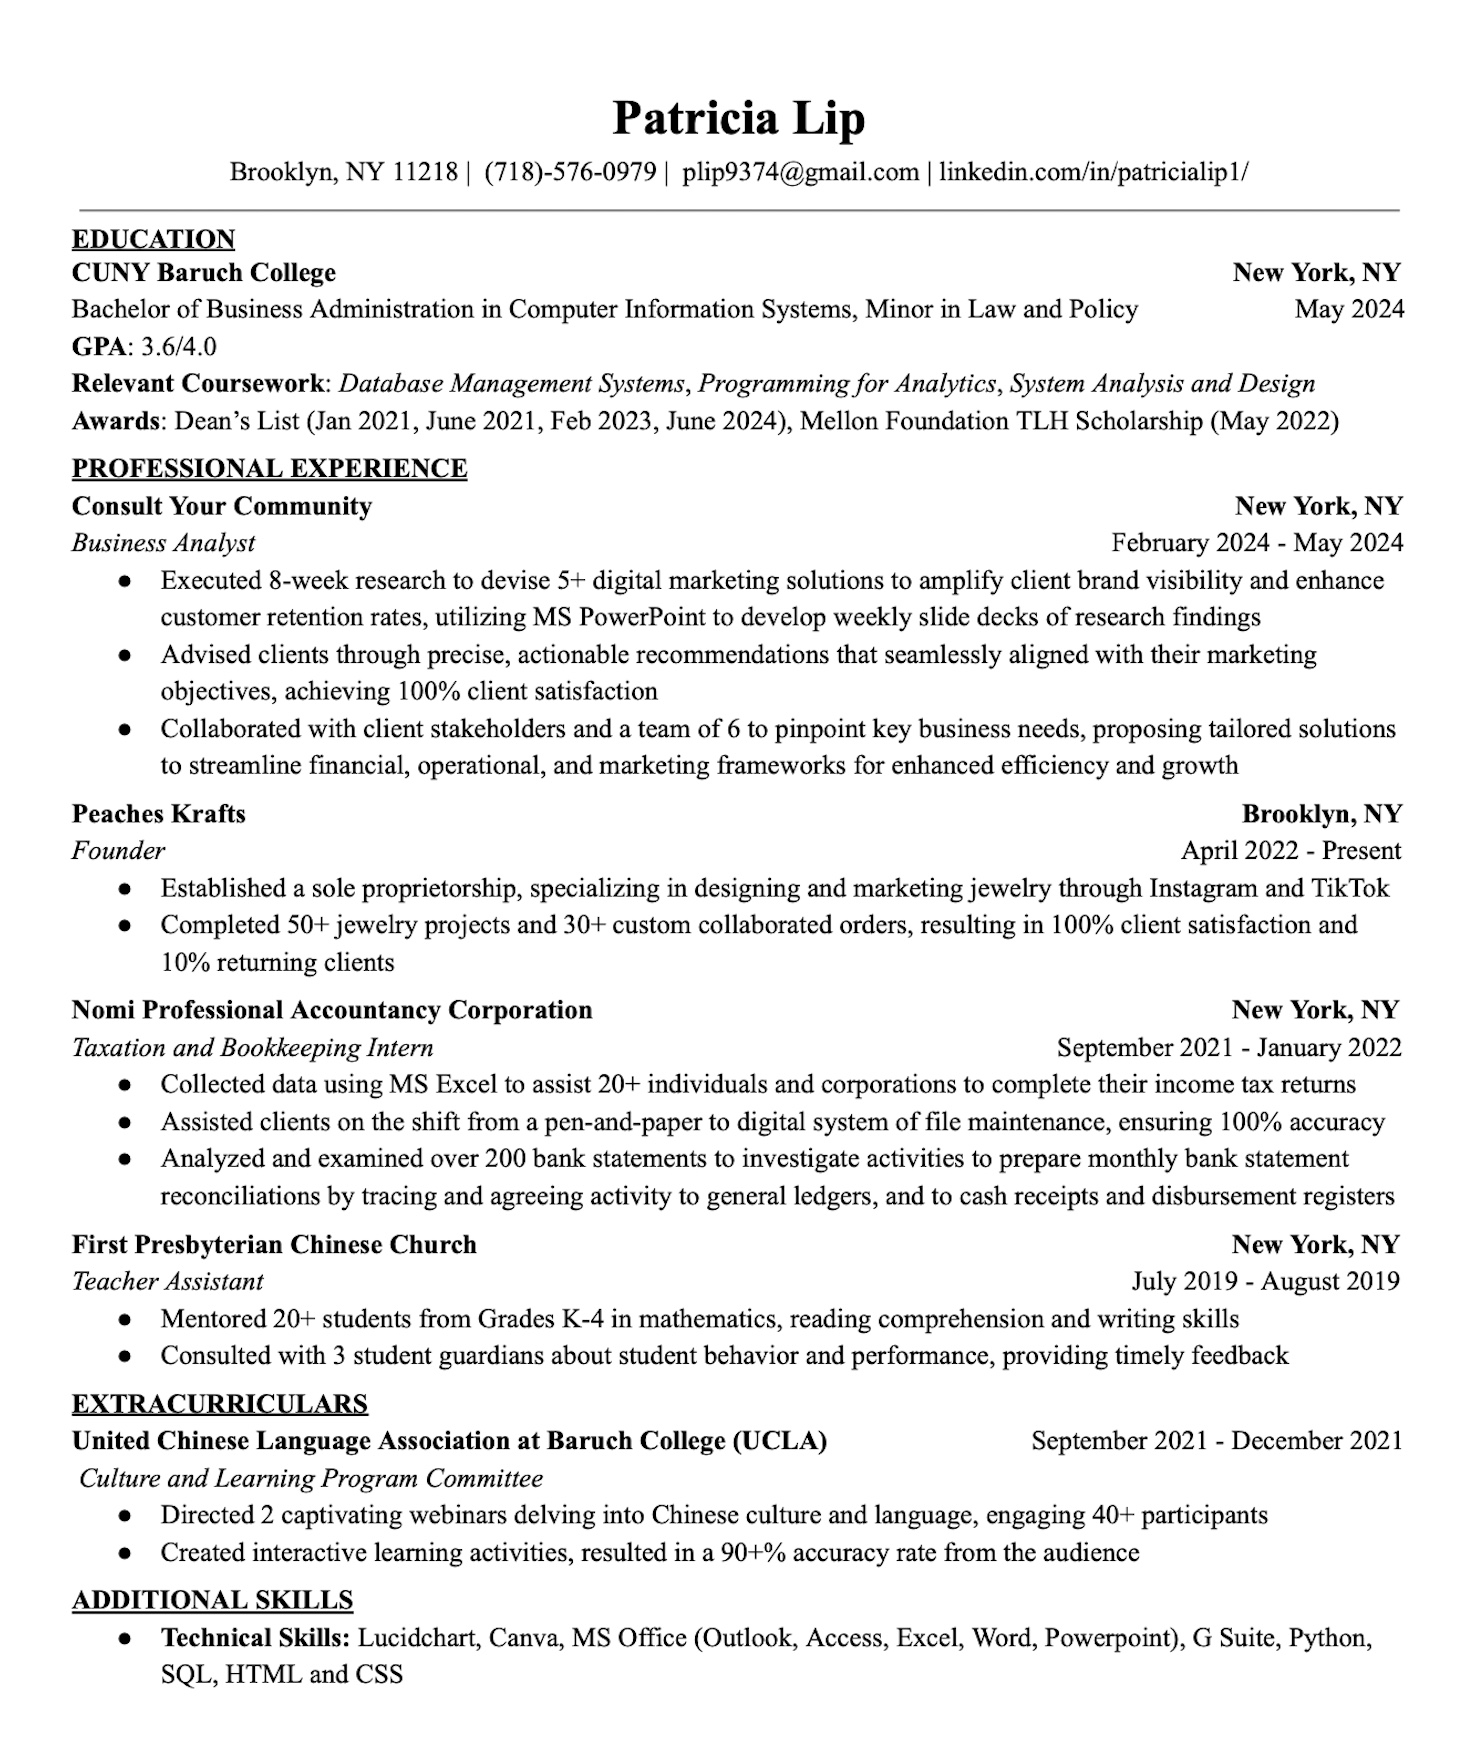 Patricia Lip
Brooklyn, NY 11218 | (718)-576-0979 | plip9374@gmail.com | linkedin.com/in/patricialip1/
EDUCATION
CUNY Baruch College New York, NY
Bachelor of Business Administration in Computer Information Systems, Minor in Law and Policy May 2024
GPA: 3.6/4.0
Relevant Coursework: Database Management Systems, Programming for Analytics, System Analysis and Design
Awards: Dean’s List (Jan 2021, June 2021, Feb 2023, June 2024), Mellon Foundation TLH Scholarship (May 2022)
PROFESSIONAL EXPERIENCE
Consult Your Community New York, NY
Business Analyst February 2024 - May 2024
● Executed 8-week research to devise 5+ digital marketing solutions to amplify client brand visibility and enhance
customer retention rates, utilizing MS PowerPoint to develop weekly slide decks of research findings
● Advised clients through precise, actionable recommendations that seamlessly aligned with their marketing
objectives, achieving 100% client satisfaction
● Collaborated with client stakeholders and a team of 6 to pinpoint key business needs, proposing tailored solutions
to streamline financial, operational, and marketing frameworks for enhanced efficiency and growth
Peaches Krafts Brooklyn, NY
Founder April 2022 - Present
● Established a sole proprietorship, specializing in designing and marketing jewelry through Instagram and TikTok
● Completed 50+ jewelry projects and 30+ custom collaborated orders, resulting in 100% client satisfaction and
10% returning clients
Nomi Professional Accountancy Corporation New York, NY
Taxation and Bookkeeping Intern September 2021 - January 2022
● Collected data using MS Excel to assist 20+ individuals and corporations to complete their income tax returns
● Assisted clients on the shift from a pen-and-paper to digital system of file maintenance, ensuring 100% accuracy
● Analyzed and examined over 200 bank statements to investigate activities to prepare monthly bank statement
reconciliations by tracing and agreeing activity to general ledgers, and to cash receipts and disbursement registers
First Presbyterian Chinese Church New York, NY
Teacher Assistant July 2019 - August 2019
● Mentored 20+ students from Grades K-4 in mathematics, reading comprehension and writing skills
● Consulted with 3 student guardians about student behavior and performance, providing timely feedback
EXTRACURRICULARS
United Chinese Language Association at Baruch College (UCLA) September 2021 - December 2021
Culture and Learning Program Committee
● Directed 2 captivating webinars delving into Chinese culture and language, engaging 40+ participants
● Created interactive learning activities, resulted in a 90+% accuracy rate from the audience
ADDITIONAL SKILLS
● Technical Skills: Lucidchart, Canva, MS Office (Outlook, Access, Excel, Word, Powerpoint), G Suite, Python,
SQL, HTML and CSS